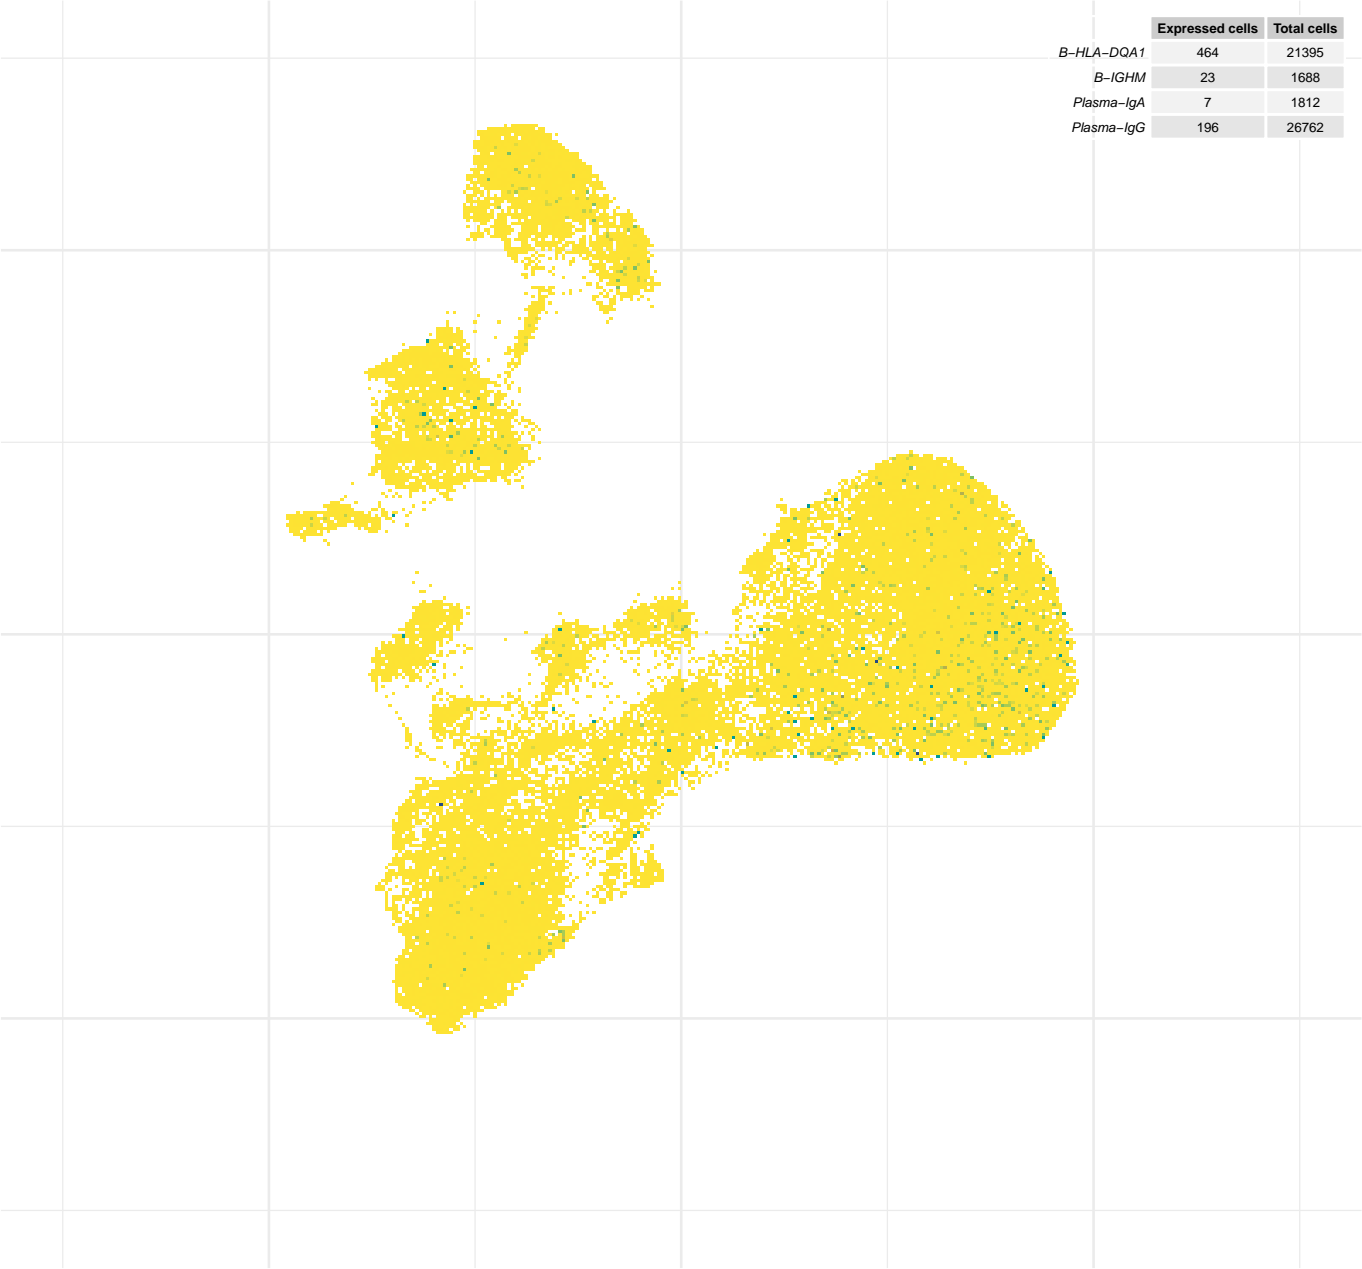 Expressed cells Total cells
B−HLA−DQA1 464 21395
B−IGHM 23 1688
Plasma−IgA 7 1812
Plasma−IgG 196 26762